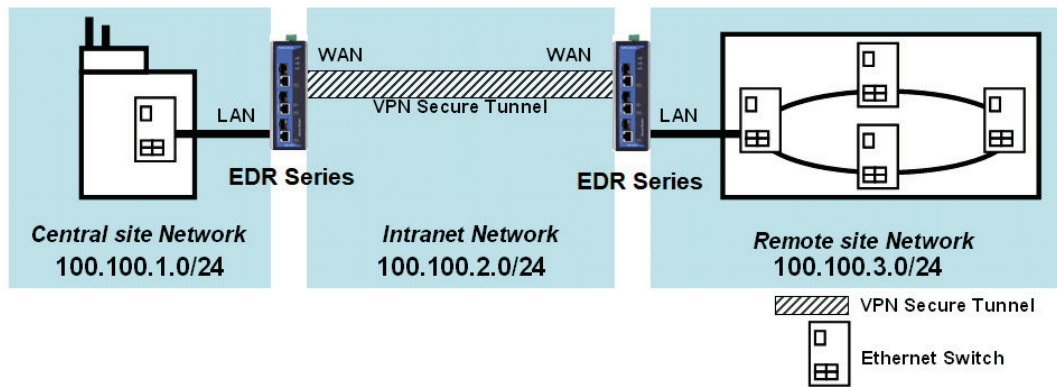 WAN
WAN
VPN Secure Tunnel
LAN
LAN
EDR Series
EDR Series
Central site Network
100.100.1.0/24
Intranet Network
100.100.2.0/24
Remote site Network
100.100.3.0/24
VPN Secure Tunnel
Ethernet Switch